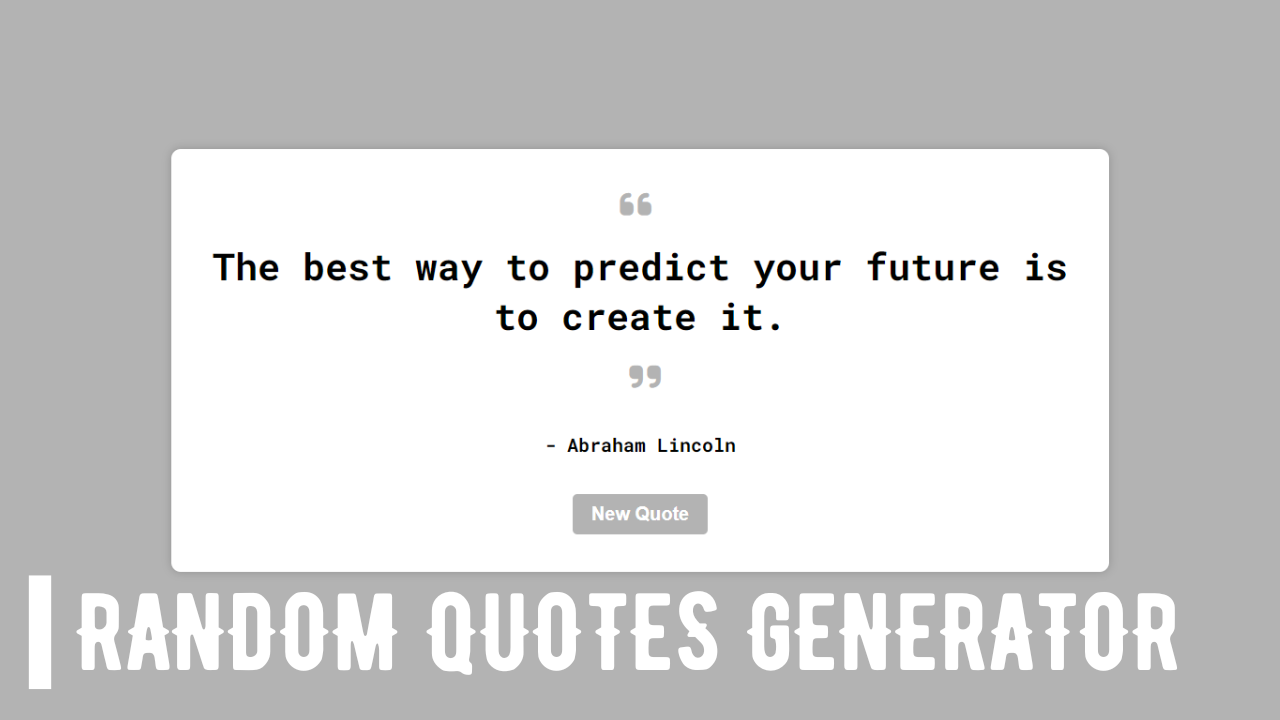 ❝
The best way to predict your future is
to create it.
❞
- Abraham Lincoln
New Quote
RANDOM QUOTES GENERATOR